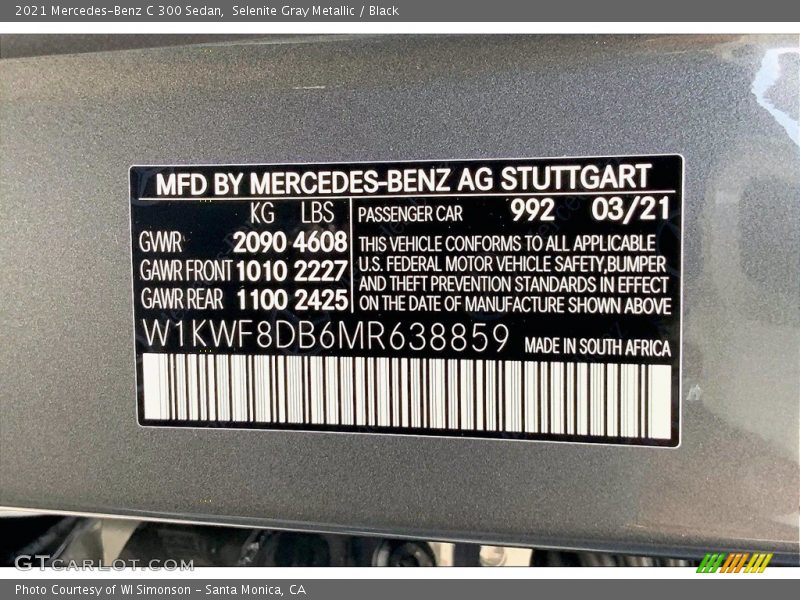 2021 Mercedes-Benz C 300 Sedan, Selenite Gray Metallic / Black
MFD BY MERCEDES-BENZ AG STUTTGART
KG LBS PASSENGER CAR 992 03/21
GWWR 2090 4608
GAWR FRONT 1010 2227
GAWR REAR 1100 2425
THIS VEHICLE CONFORMS TO ALL APPLICABLE
U.S. FEDERAL MOTOR VEHICLE SAFETY,BUMPER
AND THEFT PREVENTION STANDARDS IN EFFECT
ON THE DATE OF MANUFACTURE SHOWN ABOVE
W1KWF8DB6MR638859 MADE IN SOUTH AFRICA
GTCARLOT.COM
Photo Courtesy of WI Simonson - Santa Monica, CA